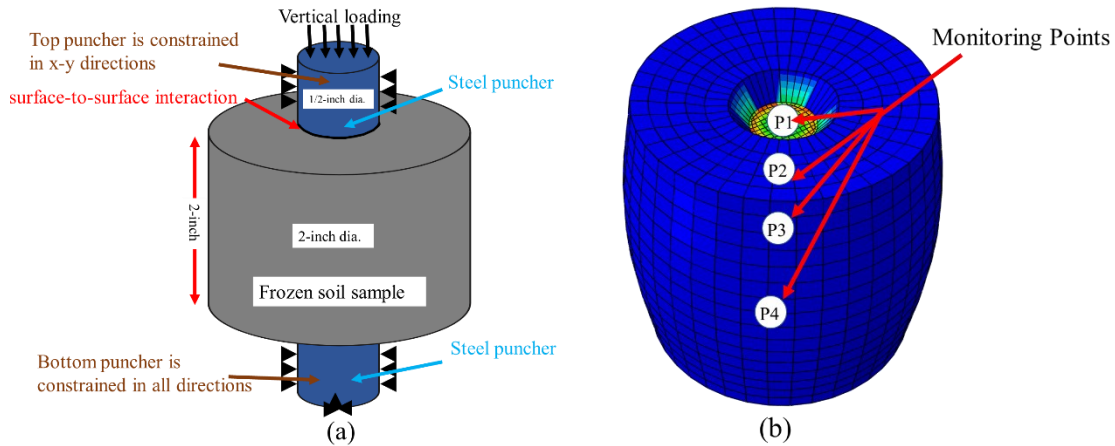 Vertical loading
Top puncher is constrained
in x-y directions
Steel puncher
surface-to-surface interaction
1/2-inch dia.
2-inch
2-inch dia.
Frozen soil sample
Bottom puncher is
constrained in all directions
Steel puncher
(a)
Monitoring Points
P1
P2
P3
P4
(b)